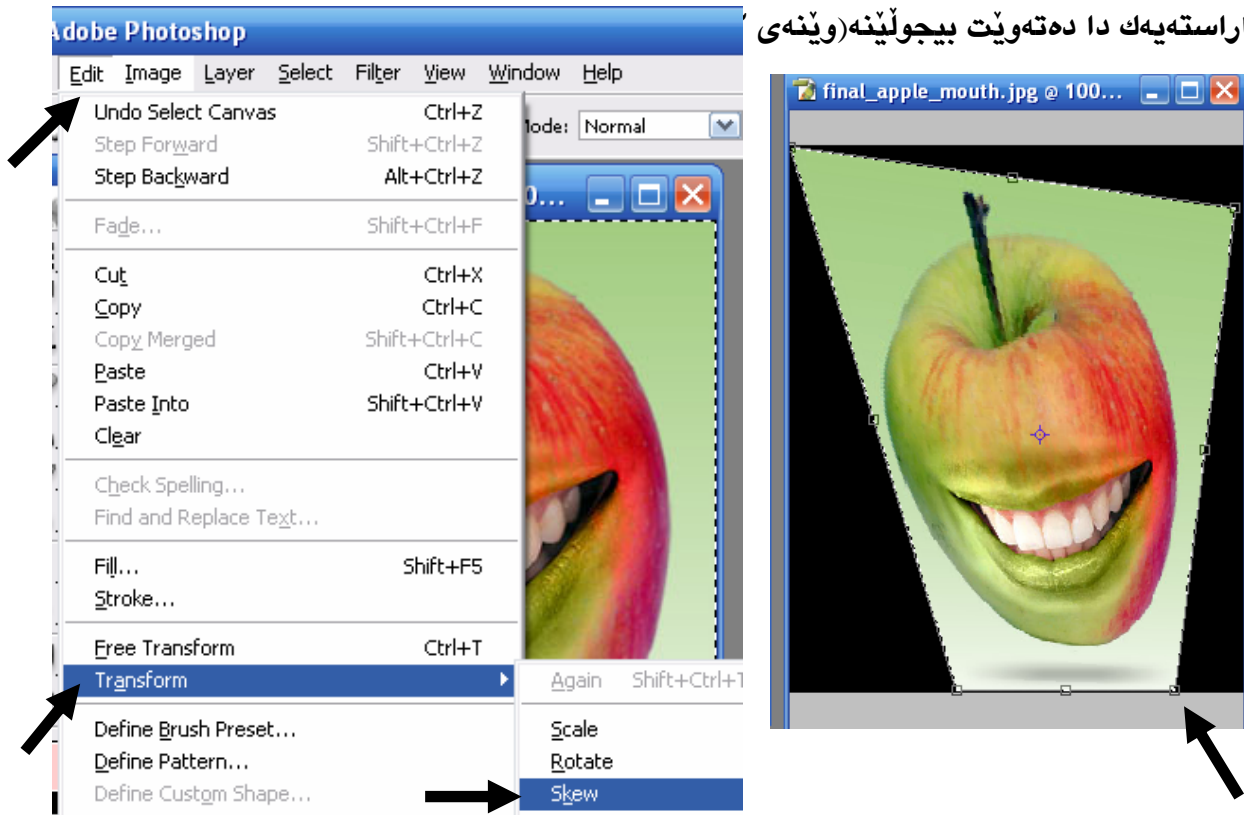 اراستەیەك دا دەتەوێت بیجوڵێنە(وێنەی
Adobe Photoshop
Edit Image Layer Select Filter View Window Help
Undo Select Canvas Ctrl+Z
Mode: Normal
Step Forward Shift+Ctrl+Z
Step Backward Alt+Ctrl+Z
Fade... Shift+Ctrl+F
Cut Ctrl+X
Copy Ctrl+C
Copy Merged Shift+Ctrl+C
Paste Ctrl+V
Paste Into Shift+Ctrl+V
Clear
Check Spelling...
Find and Replace Text...
Fill... Shift+F5
Stroke...
Free Transform Ctrl+T
Transform
Define Brush Preset...
Define Pattern...
Define Custom Shape...
Again Shift+Ctrl+T
Scale
Rotate
Skew
final_apple_mouth.jpg @ 100...